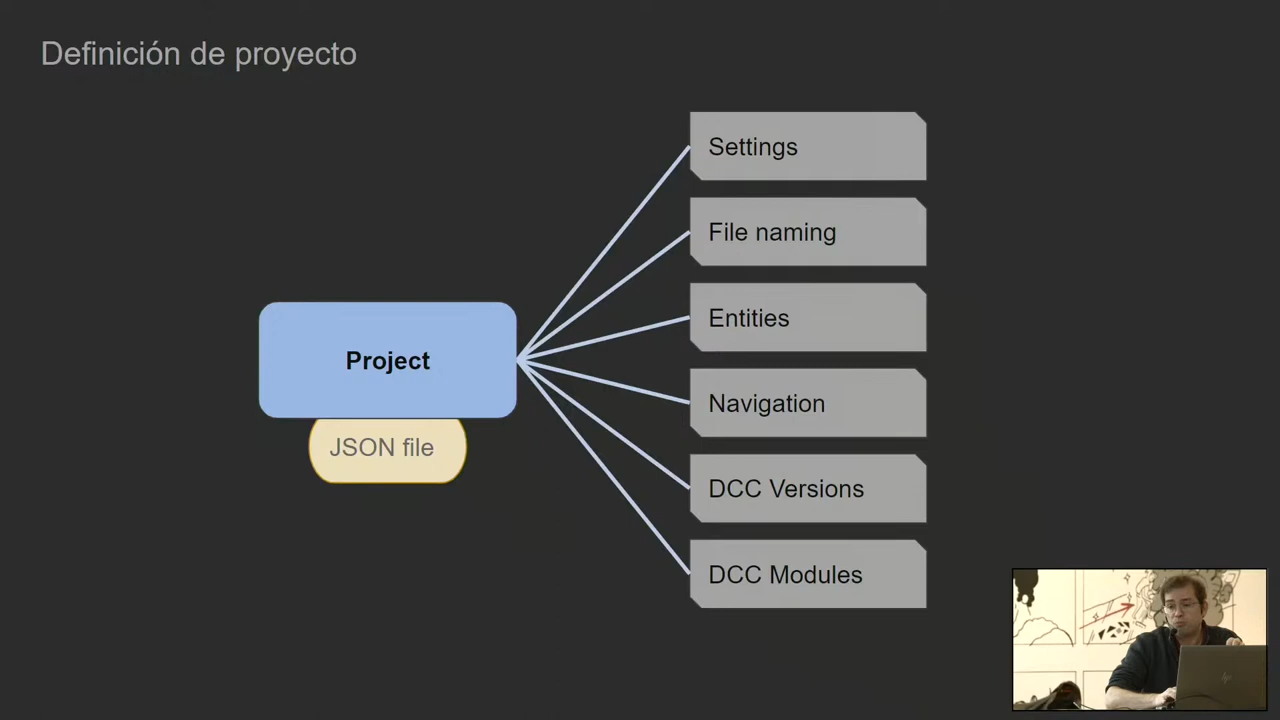 Definición de proyecto
Settings
File naming
Entities
Project
Navigation
JSON file
DCC Versions
DCC Modules